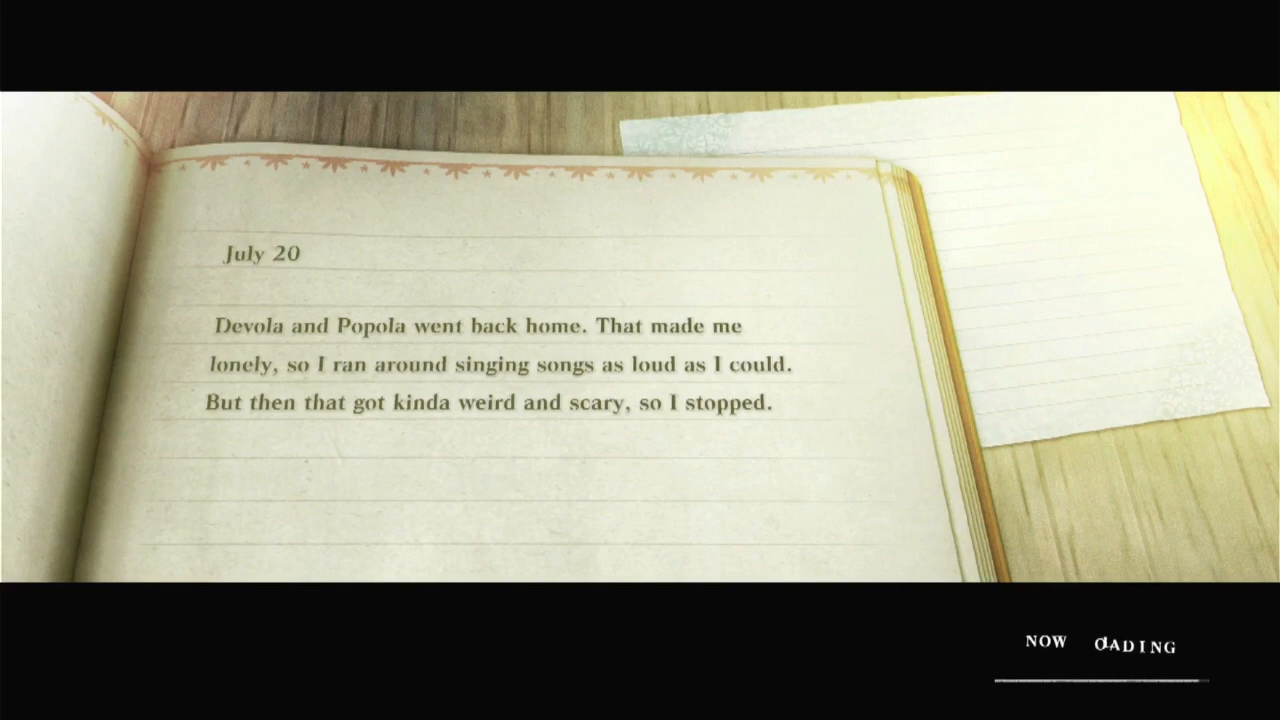 July 20
Devola and Popola went back home. That made me
lonely, so I ran around singing songs as loud as I could.
But then that got kinda weird and scary, so I stopped.
NOW OADING